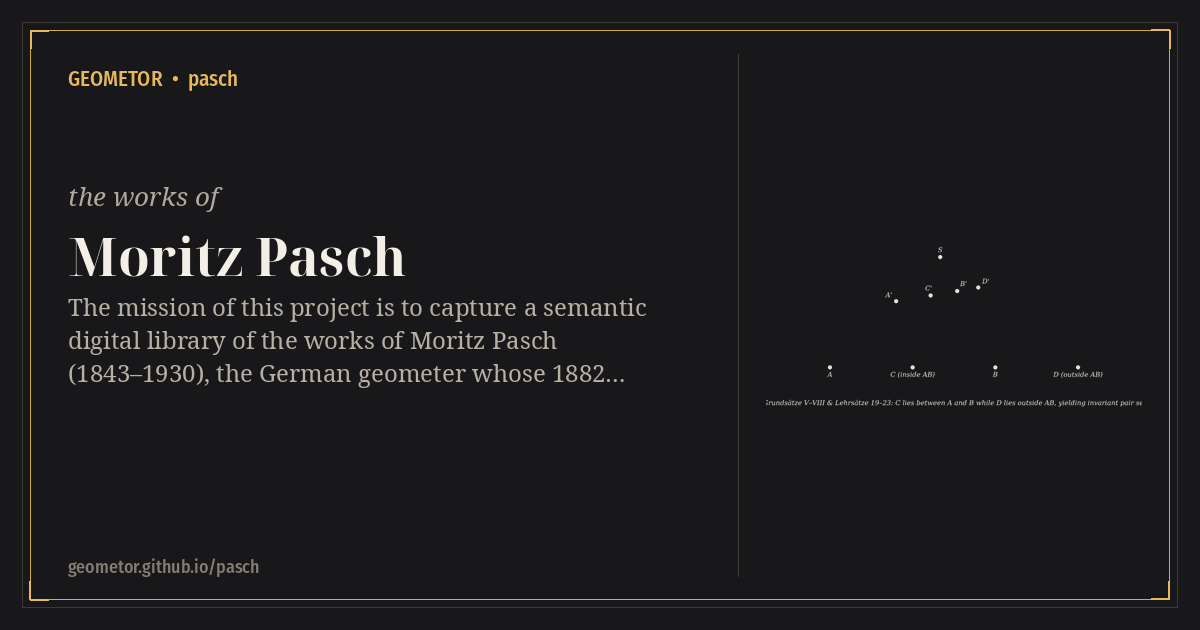 GEOMETOR • pasch
the works of
Moritz Pasch
The mission of this project is to capture a semantic
digital library of the works of Moritz Pasch
(1843–1930), the German geometer whose 1882...
geometor.github.io/pasch
S
A' C' B' D'
A C (inside AB) B D (outside AB)
V–VIII & Lehrsätze 19–23: C lies between A and B while D lies outside AB, yielding invariant pair